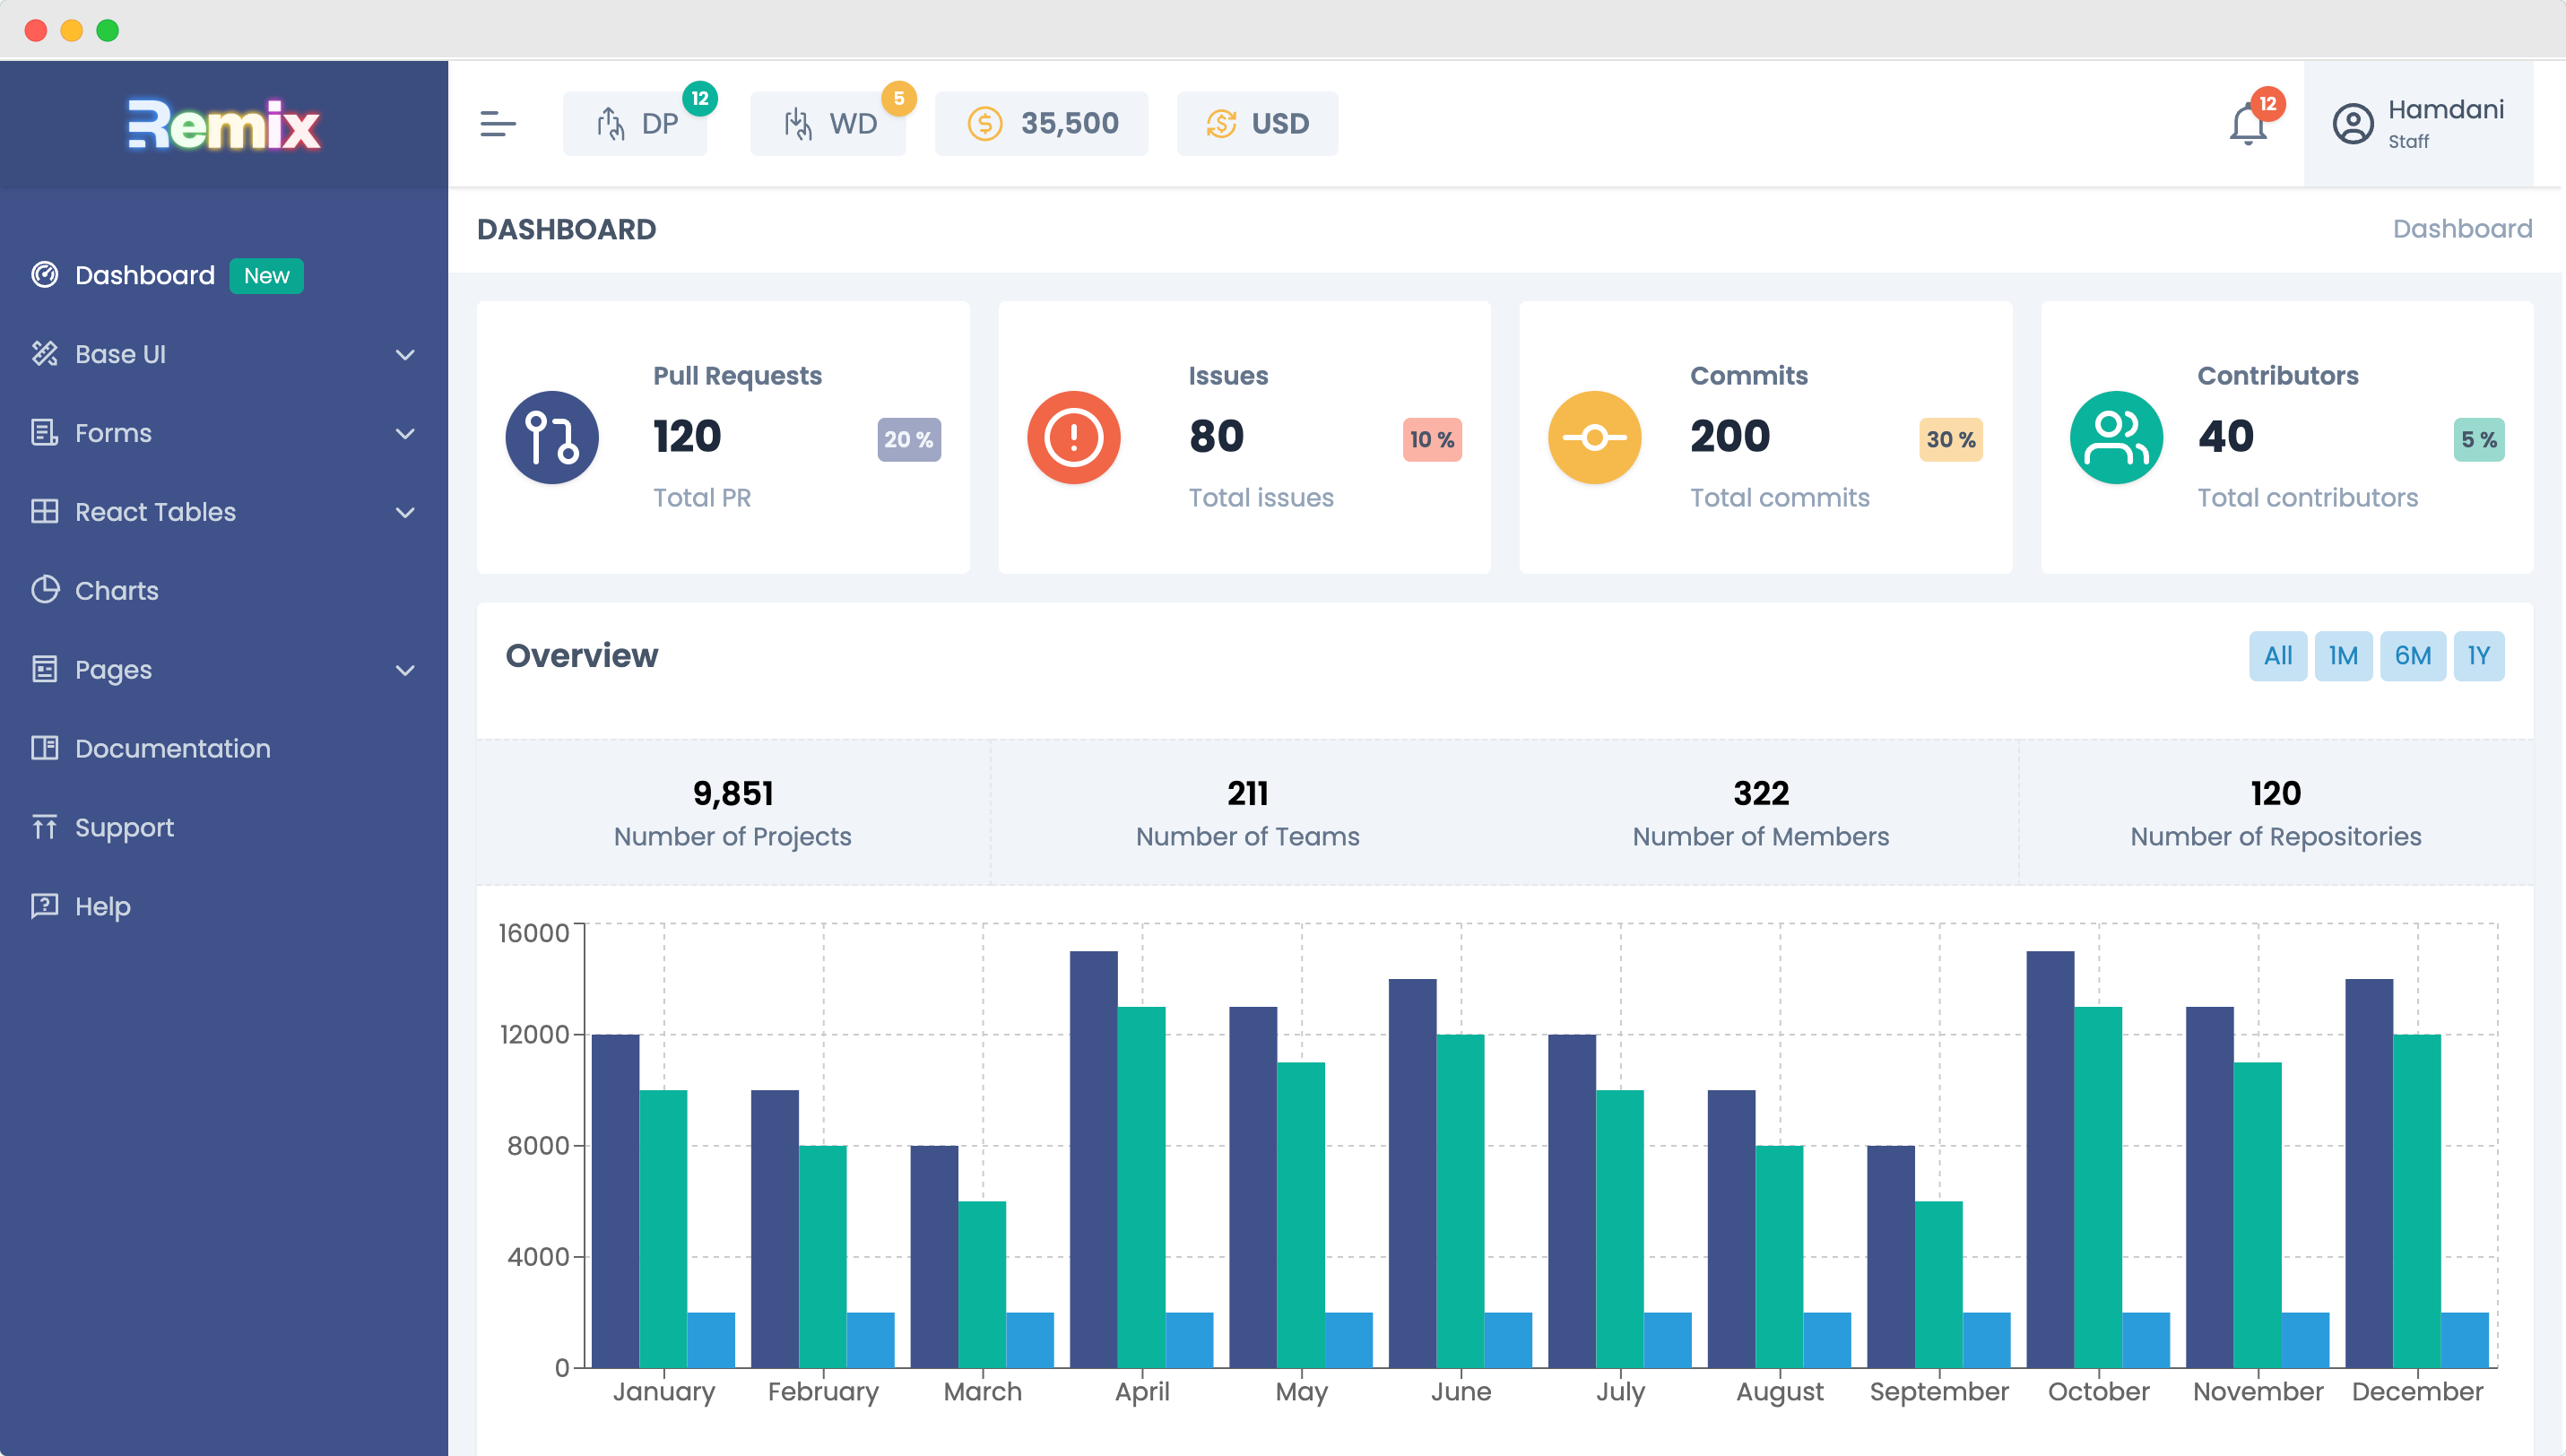 Remix
DP
12
WD
5
35,500
USD
12
Hamdani
Staff
DASHBOARD
Dashboard
Dashboard
New
Base UI
Forms
React Tables
Charts
Pages
Documentation
Support
Help
Pull Requests
120
20 %
Total PR
Issues
80
10 %
Total issues
Commits
200
30 %
Total commits
Contributors
40
5 %
Total contributors
Overview
All
1M
6M
1Y
9,851
Number of Projects
211
Number of Teams
322
Number of Members
120
Number of Repositories
16000
12000
8000
4000
0
January
February
March
April
May
June
July
August
September
October
November
December